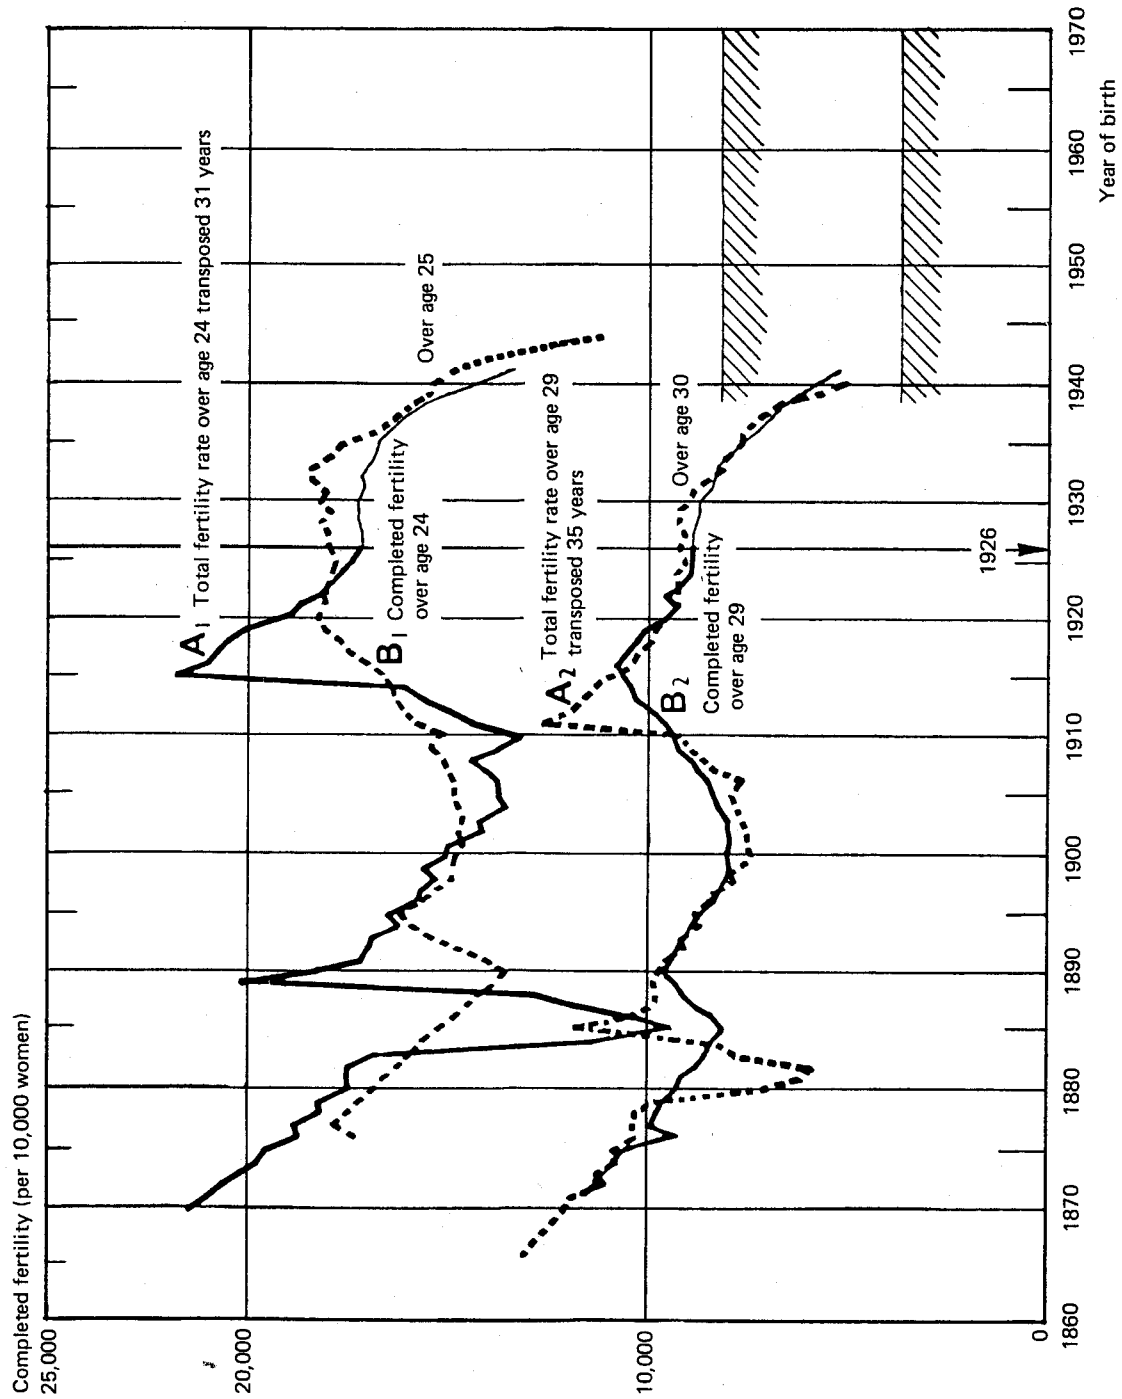 Completed fertility (per 10,000 women)
25,000
20,000
10,000
0
A1 Total fertility rate over age 24 transposed 31 years
Over age 25
B1 Completed fertility
over age 24
A2 Total fertility rate over age 29
transposed 35 years
Over age 30
B2
Completed fertility
over age 29
1926
1860
1870
1880
1890
1900
1910
1920
1930
1940
1950
1960
1970
Year of birth